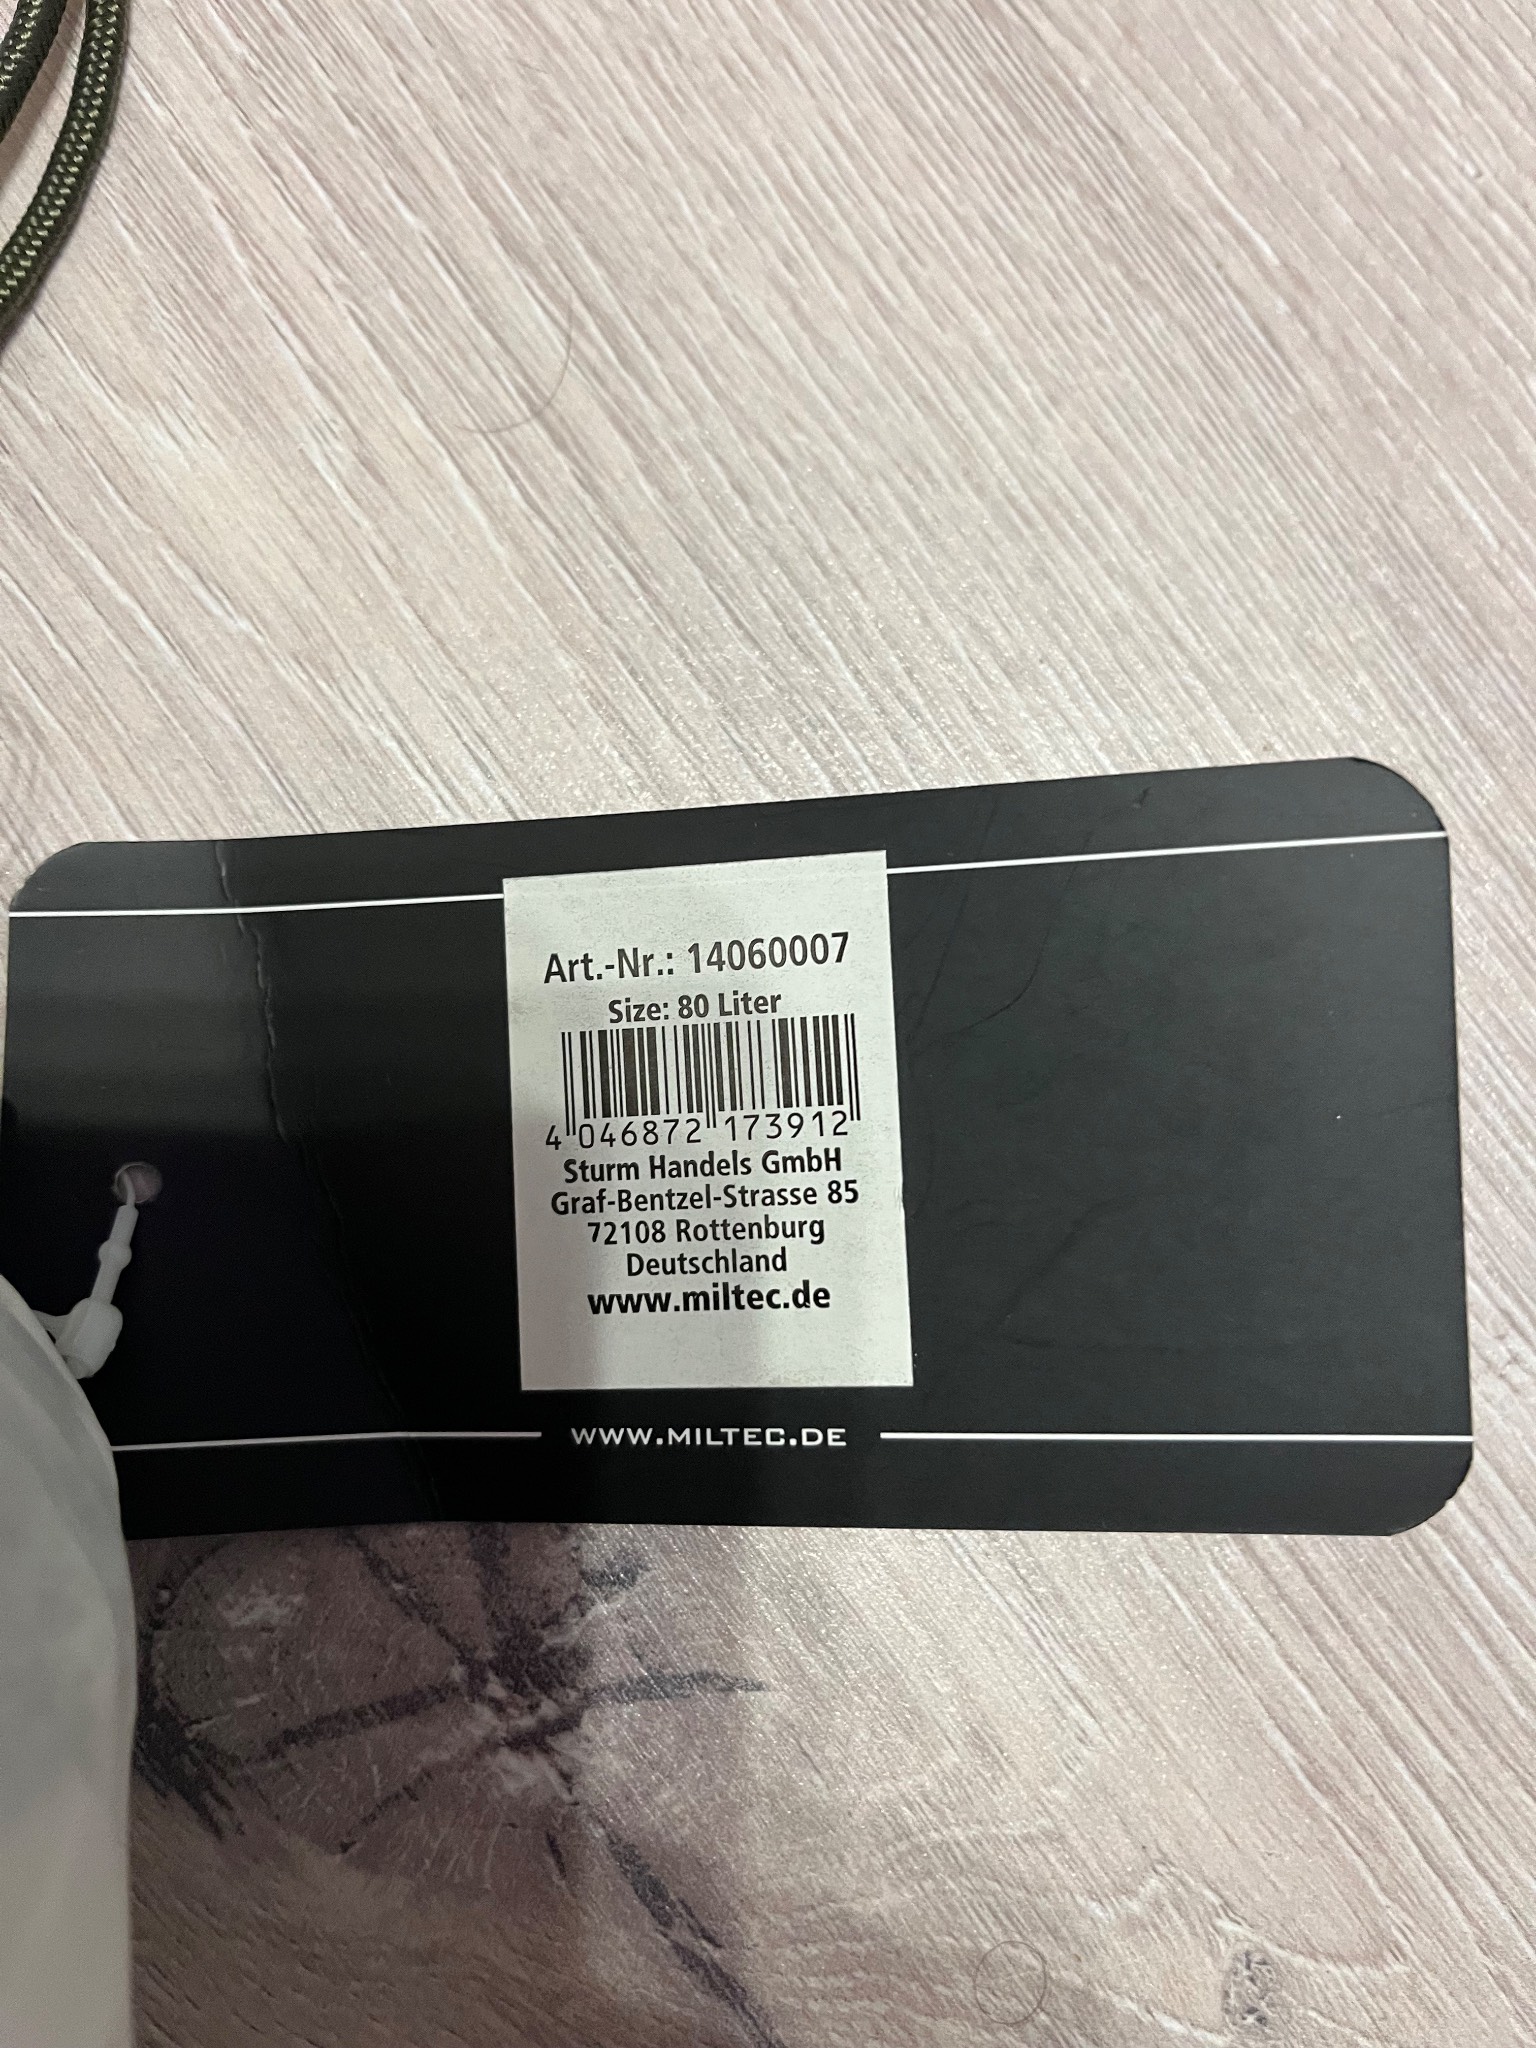 Art.-Nr.: 14060007
Size: 80 Liter
4 046872 173912
Sturm Handels GmbH
Graf-Bentzel-Strasse 85
72108 Rottenburg
Deutschland
www.miltec.de
WWW.MILTEC.DE